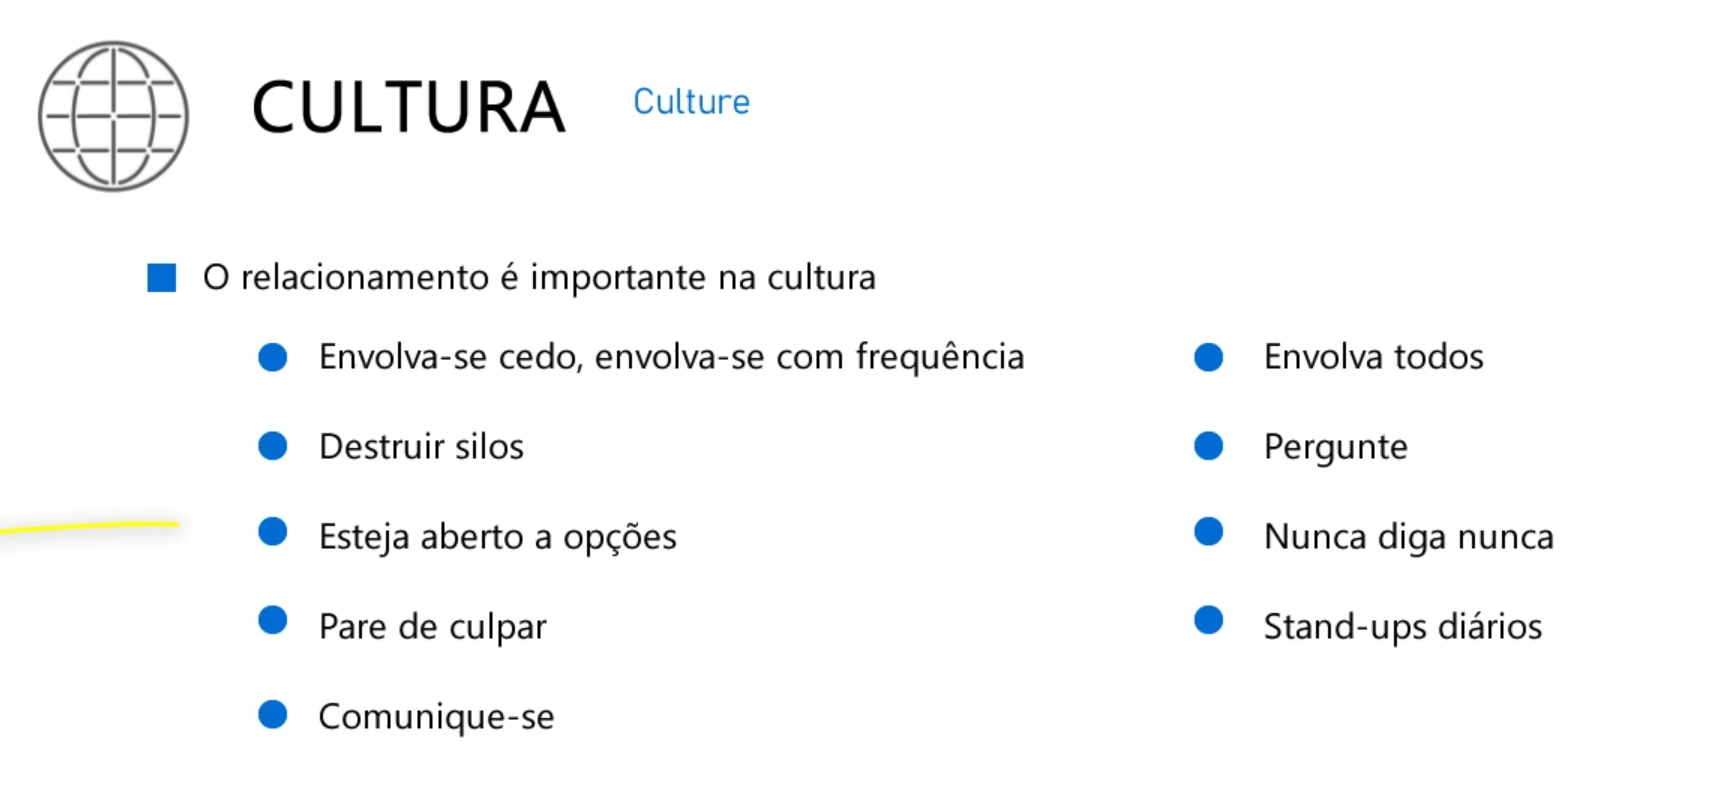 CULTURA
Culture
O relacionamento é importante na cultura
Envolva-se cedo, envolva-se com frequência
Destruir silos
Esteja aberto a opções
Pare de culpar
Comunique-se
Envolva todos
Pergunte
Nunca diga nunca
Stand-ups diários